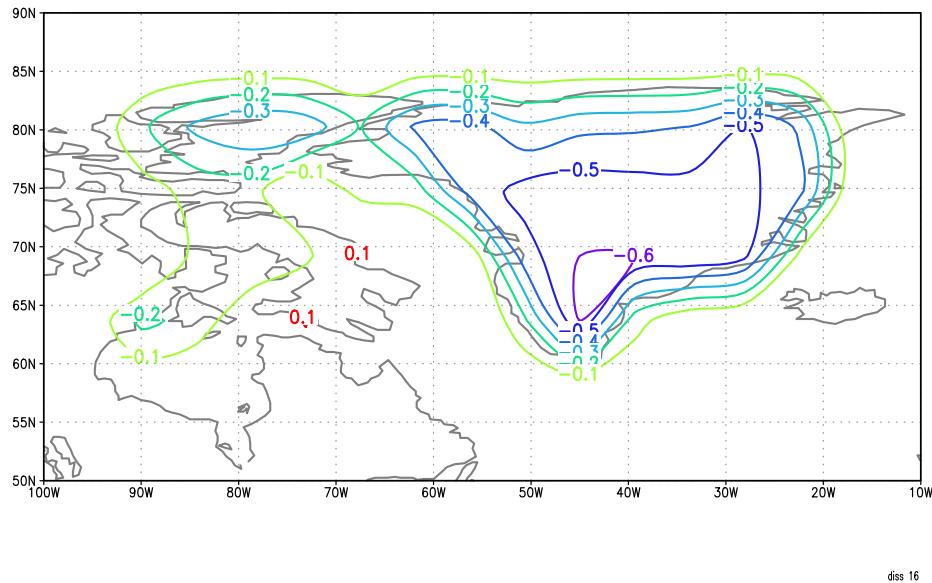 90N
85N
-0.1 -0.1 -0.1
-0.2 -0.2 -0.2
-0.3 -0.3 -0.3
-0.4 -0.4
80N -0.5
-0.2 -0.1 -0.5
75N
70N 0.1 -0.6
65N -0.2 0.1
-0.5
-0.4
60N -0.1 -0.3
-0.2
-0.1
55N
50N
100W 90W 80W 70W 60W 50W 40W 30W 20W 10W
diss 16